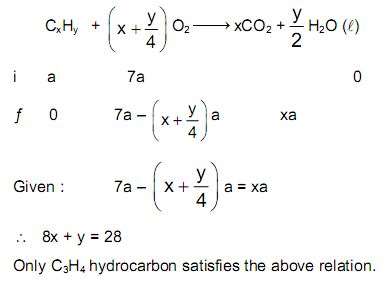 CxHy + (x + y/4) O₂ ⟶ xCO₂ + y/2 H₂O (ℓ)
i a 7a 0
f 0 7a – (x + y/4) a xa
Given : 7a – (x + y/4) a = xa
∴ 8x + y = 28
Only C₃H₄ hydrocarbon satisfies the above relation.